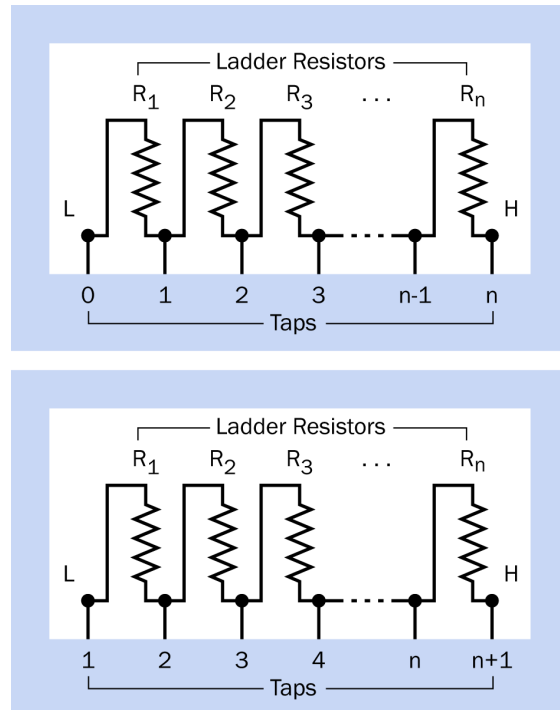 Ladder Resistors
R1 R2 R3 . . . Rn
L H
0 1 2 3 n-1 n
Taps
Ladder Resistors
R1 R2 R3 . . . Rn
L H
1 2 3 4 n n+1
Taps